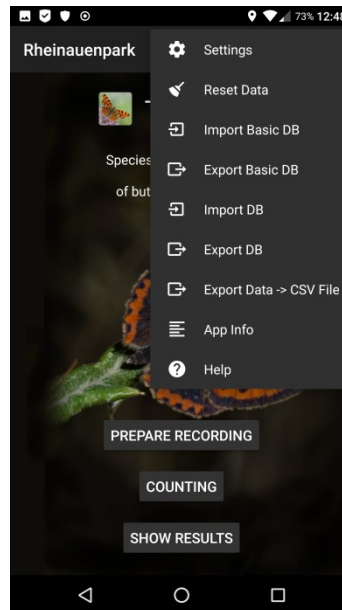 73% 12:48
Rheinauenpark
Settings
Reset Data
Import Basic DB
Species
Export Basic DB
of but
Import DB
Export DB
Export Data -> CSV File
App Info
Help
PREPARE RECORDING
COUNTING
SHOW RESULTS